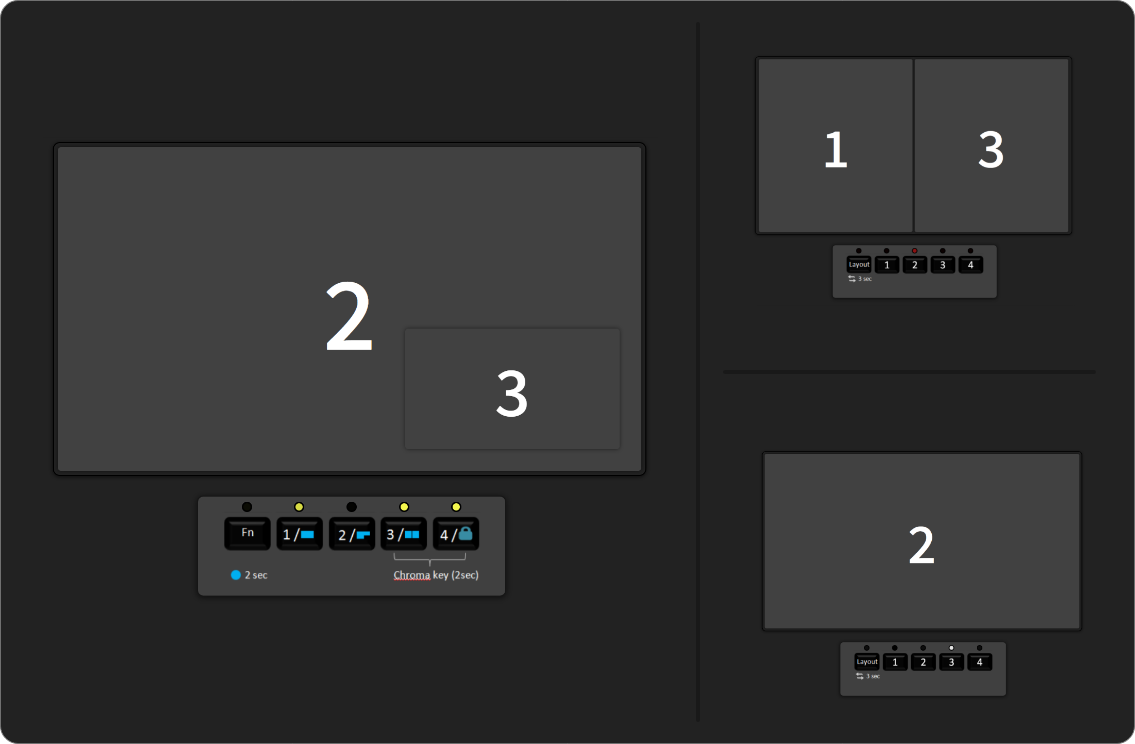 2
3
Fn 1/ 2/ 3/ 4/
2 sec Chroma key (2sec)
1 3
Layout 1 2 3 4
3 sec
2
Layout 1 2 3 4
3 sec